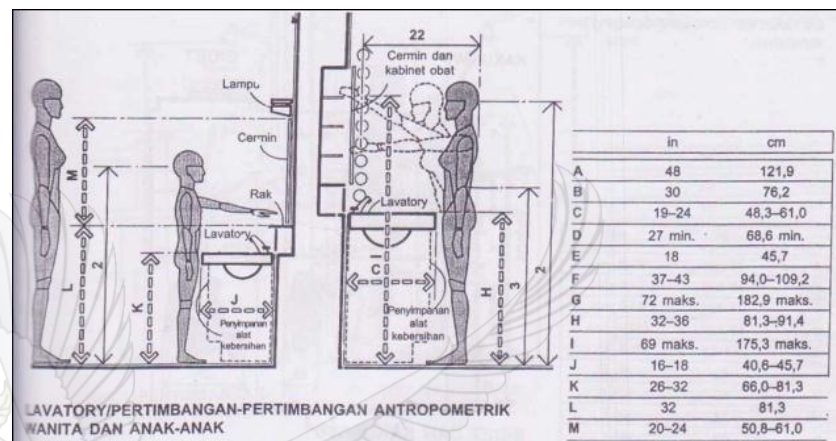 22
Cermin dan
kabinet obat
Lampu
Cermin
M
Rak
Lavatory
Lavatory
2
L
K
J
Penyimpanan
alat
kebersihan
I
C
Penyimpanan
alat
kebersihan
H
3
2
in cm
A 48 121,9
B 30 76,2
C 19–24 48,3–61,0
D 27 min. 68,6 min.
E 18 45,7
F 37–43 94,0–109,2
G 72 maks. 182,9 maks.
H 32–36 81,3–91,4
I 69 maks. 175,3 maks.
J 16–18 40,6–45,7
K 26–32 66,0–81,3
L 32 81,3
M 20–24 50,8–61,0
LAVATORY/PERTIMBANGAN-PERTIMBANGAN ANTROPOMETRIK
WANITA DAN ANAK-ANAK